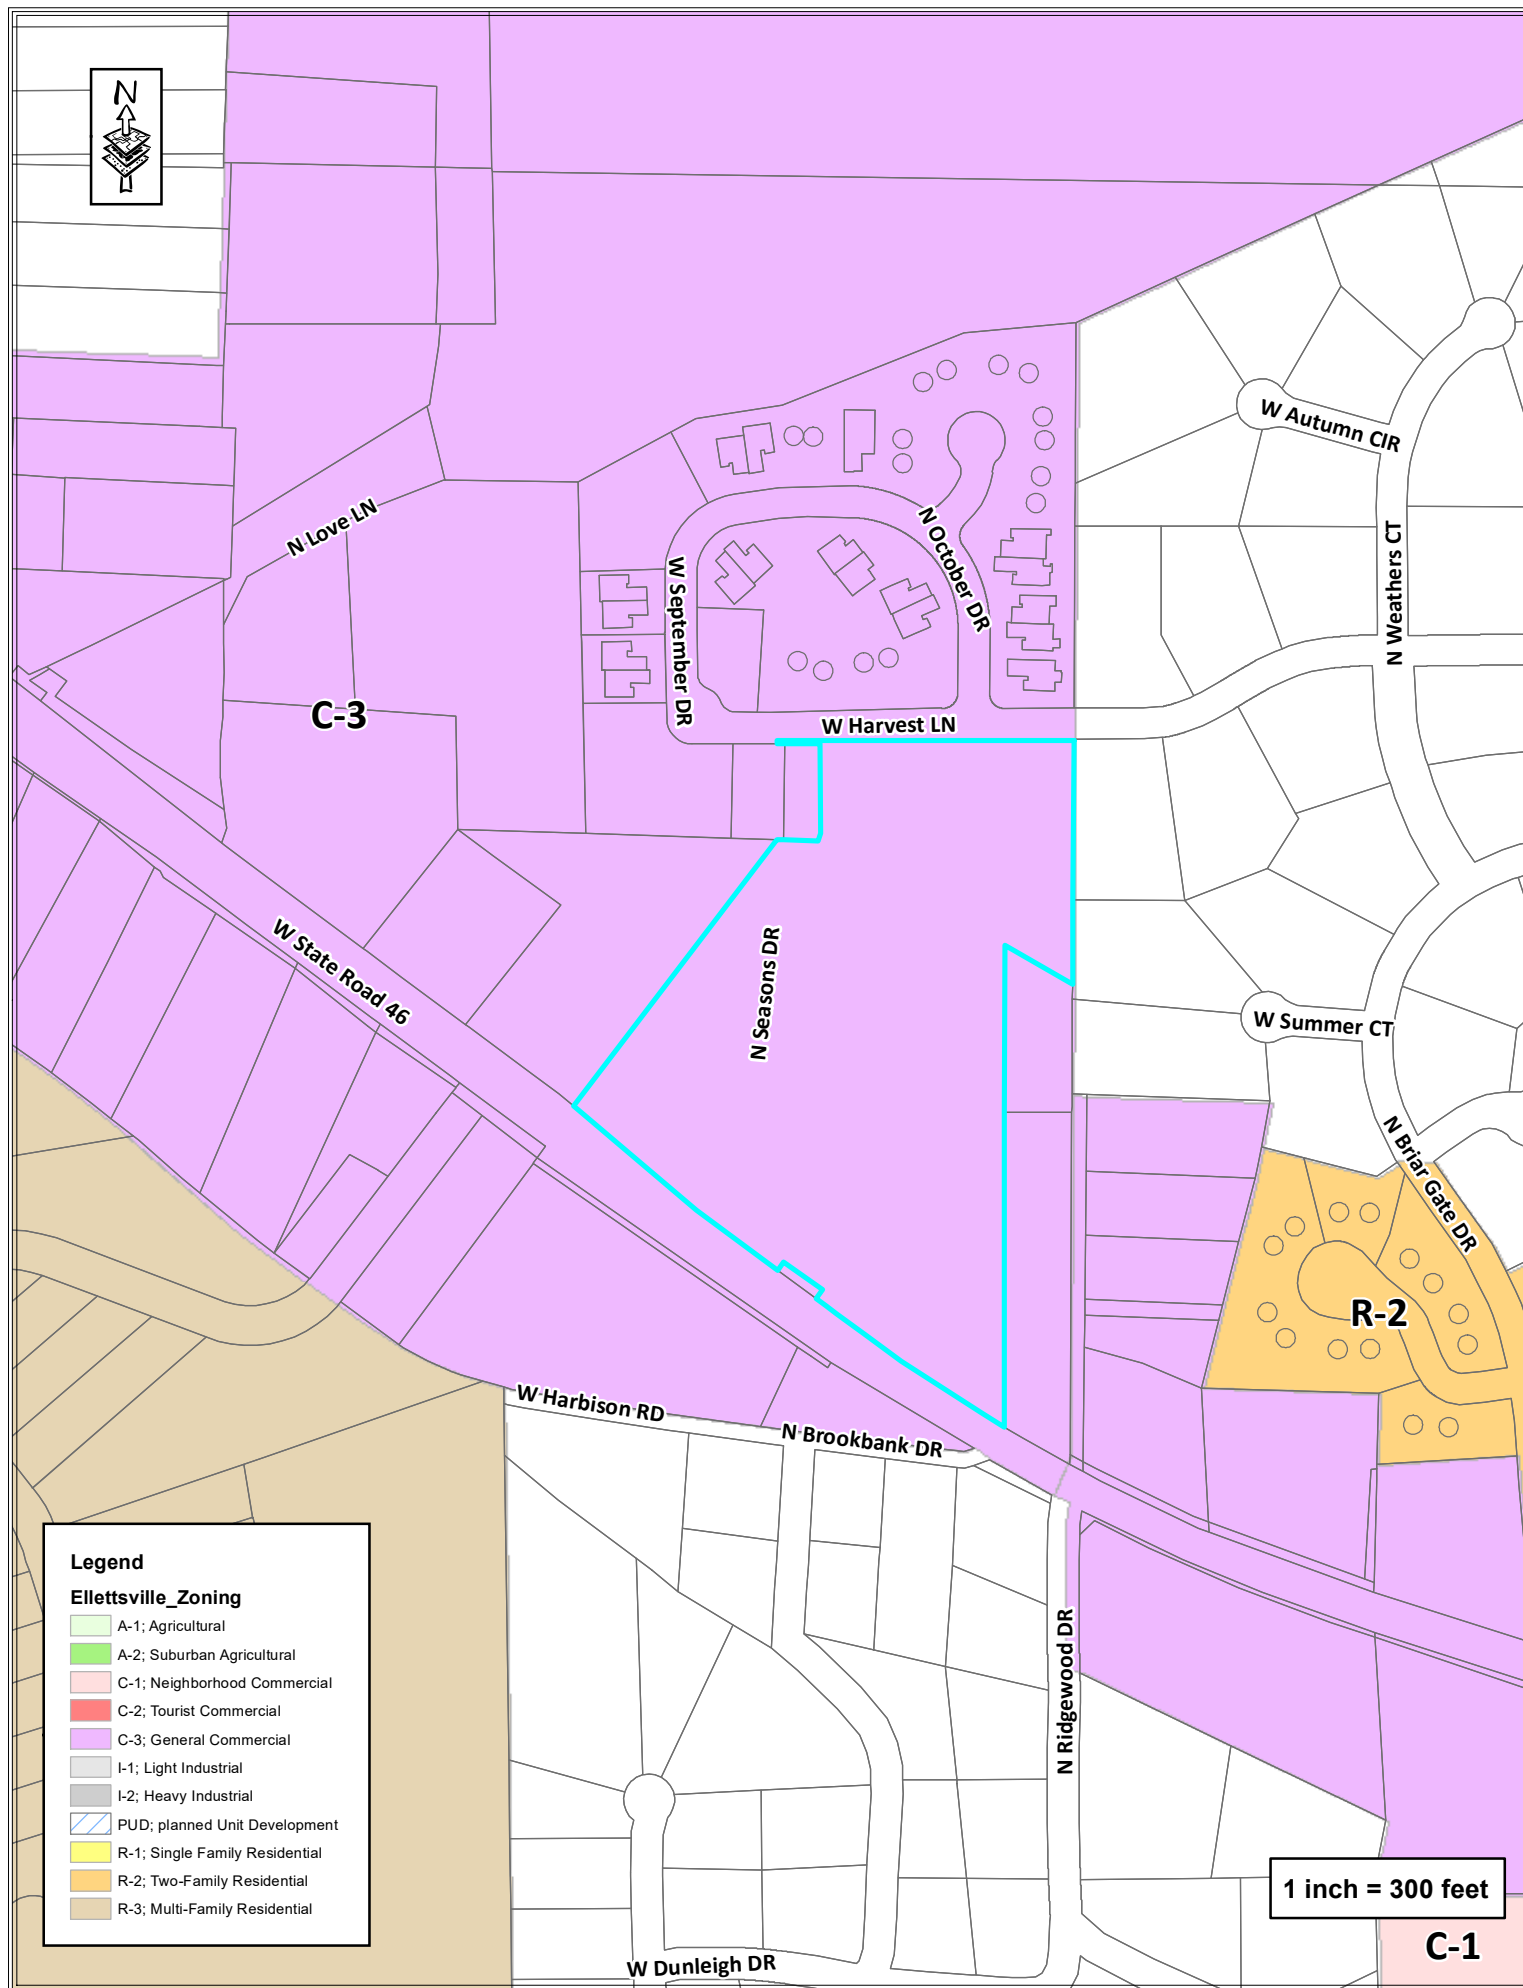 N
W Autumn CIR
N Love LN
N October DR
N Weathers CT
W September DR
C-3
W Harvest LN
W State Road 46
N Seasons DR
W Summer CT
N Briar Gate DR
R-2
W Harbison RD
N Brookbank DR
N Ridgewood DR
Legend
Ellettsville_Zoning
A-1; Agricultural
A-2; Suburban Agricultural
C-1; Neighborhood Commercial
C-2; Tourist Commercial
C-3; General Commercial
I-1; Light Industrial
I-2; Heavy Industrial
PUD; planned Unit Development
R-1; Single Family Residential
R-2; Two-Family Residential
R-3; Multi-Family Residential
1 inch = 300 feet
C-1
W Dunleigh DR